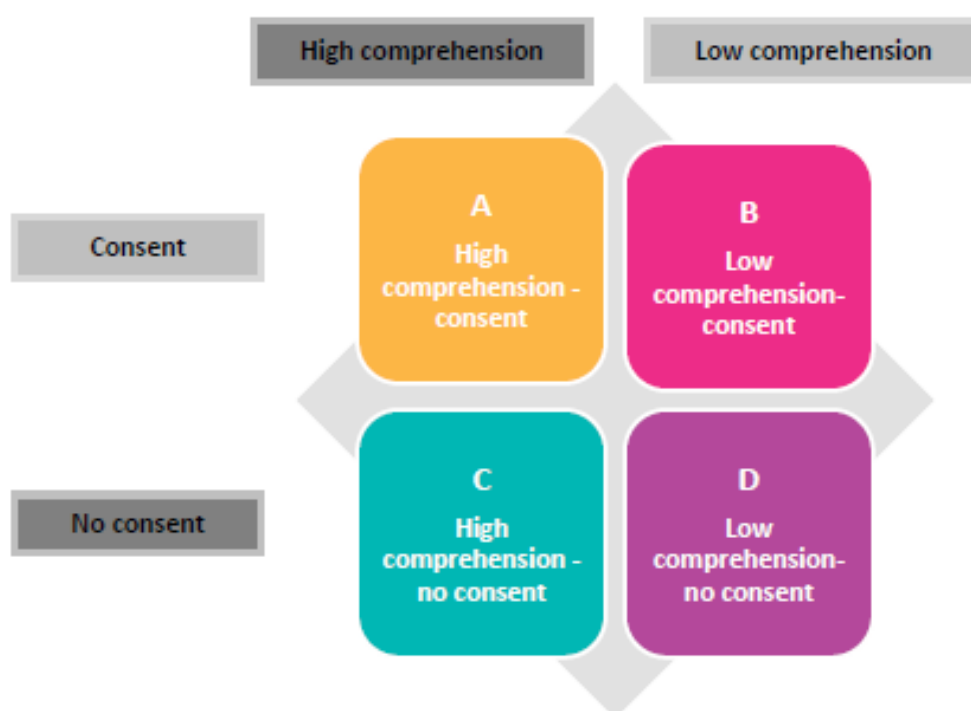 High comprehension
Low comprehension
Consent
A
High
comprehension -
consent
B
Low
comprehension-
consent
No consent
C
High
comprehension -
no consent
D
Low
comprehension-
no consent